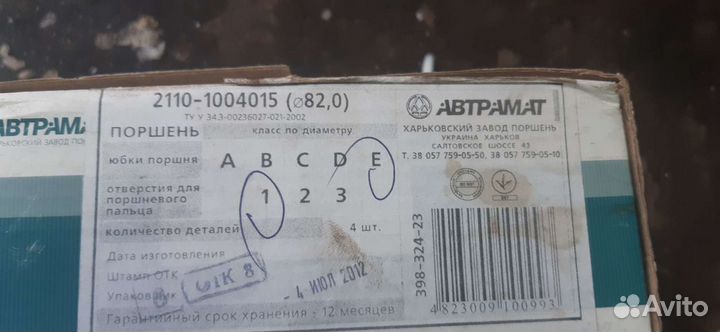 2110-1004015 (⌀82,0)
ТУ У 34.3-00236027-021-2002
ПОРШЕНЬ
класс по диаметру
юбки поршня A B C D E
отверстия для
поршневого
пальца
1 2 3
количество деталей 4 шт.
Дата изготовления
Штамп ОТК
Упаковщик
ОТК 8
- 4 ИЮЛ 2012
Гарантийный срок хранения - 12 месяцев
АВТРАМАТ
ХАРЬКОВСКИЙ ЗАВОД ПОРШЕНЬ
УКРАИНА ХАРЬКОВ
САЛТОВСКОЕ ШОССЕ 43
Т. 38 057 759-05-50, 38 057 759-05-10
398-324-23
4823009100993
АВТРАМА
РЬКОВСКИЙ ЗАВОД ПОРШ
Avito